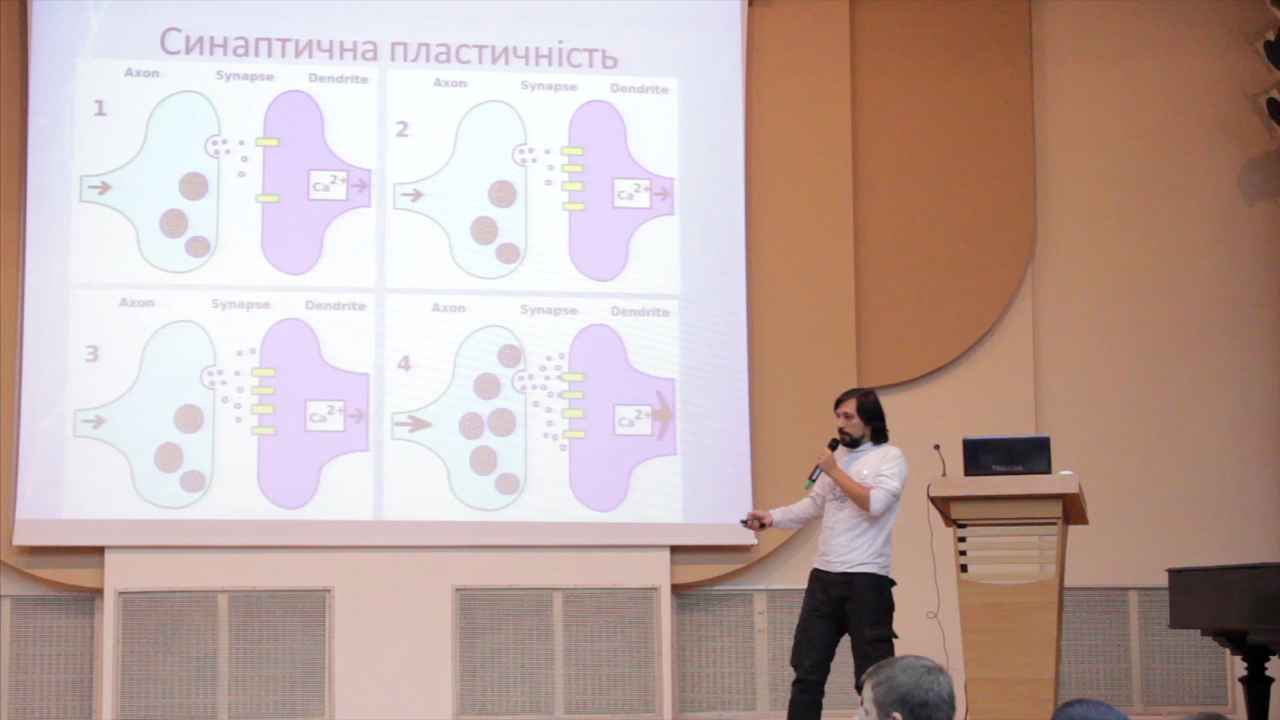 Синаптична пластичність
Axon Synapse Dendrite
1
Ca2+
Axon Synapse Dendrite
2
Ca2+
Axon Synapse Dendrite
3
Ca2+
Axon Synapse Dendrite
4
Ca2+
TOSHIBA